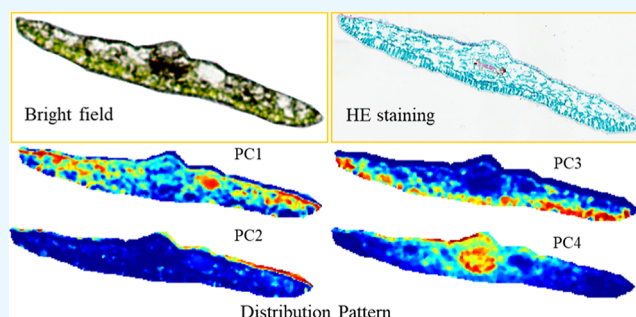 Bright field
HE staining
PC1
PC3
PC2
PC4
Distribution Pattern